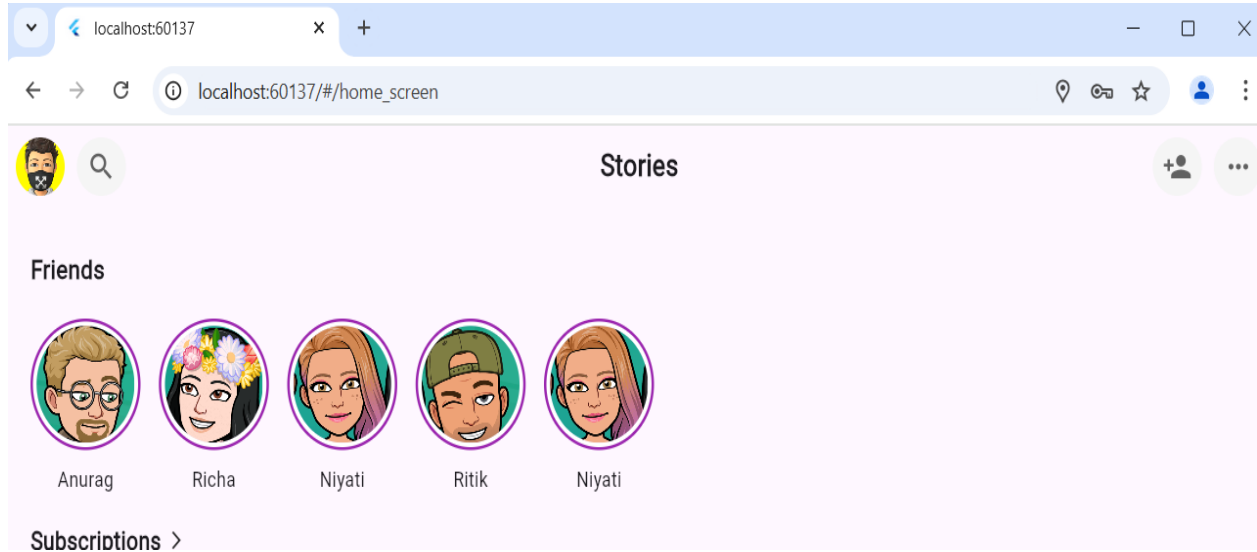 localhost:60137
localhost:60137/#/home_screen
Stories
Friends
Anurag Richa Niyati Ritik Niyati
Subscriptions